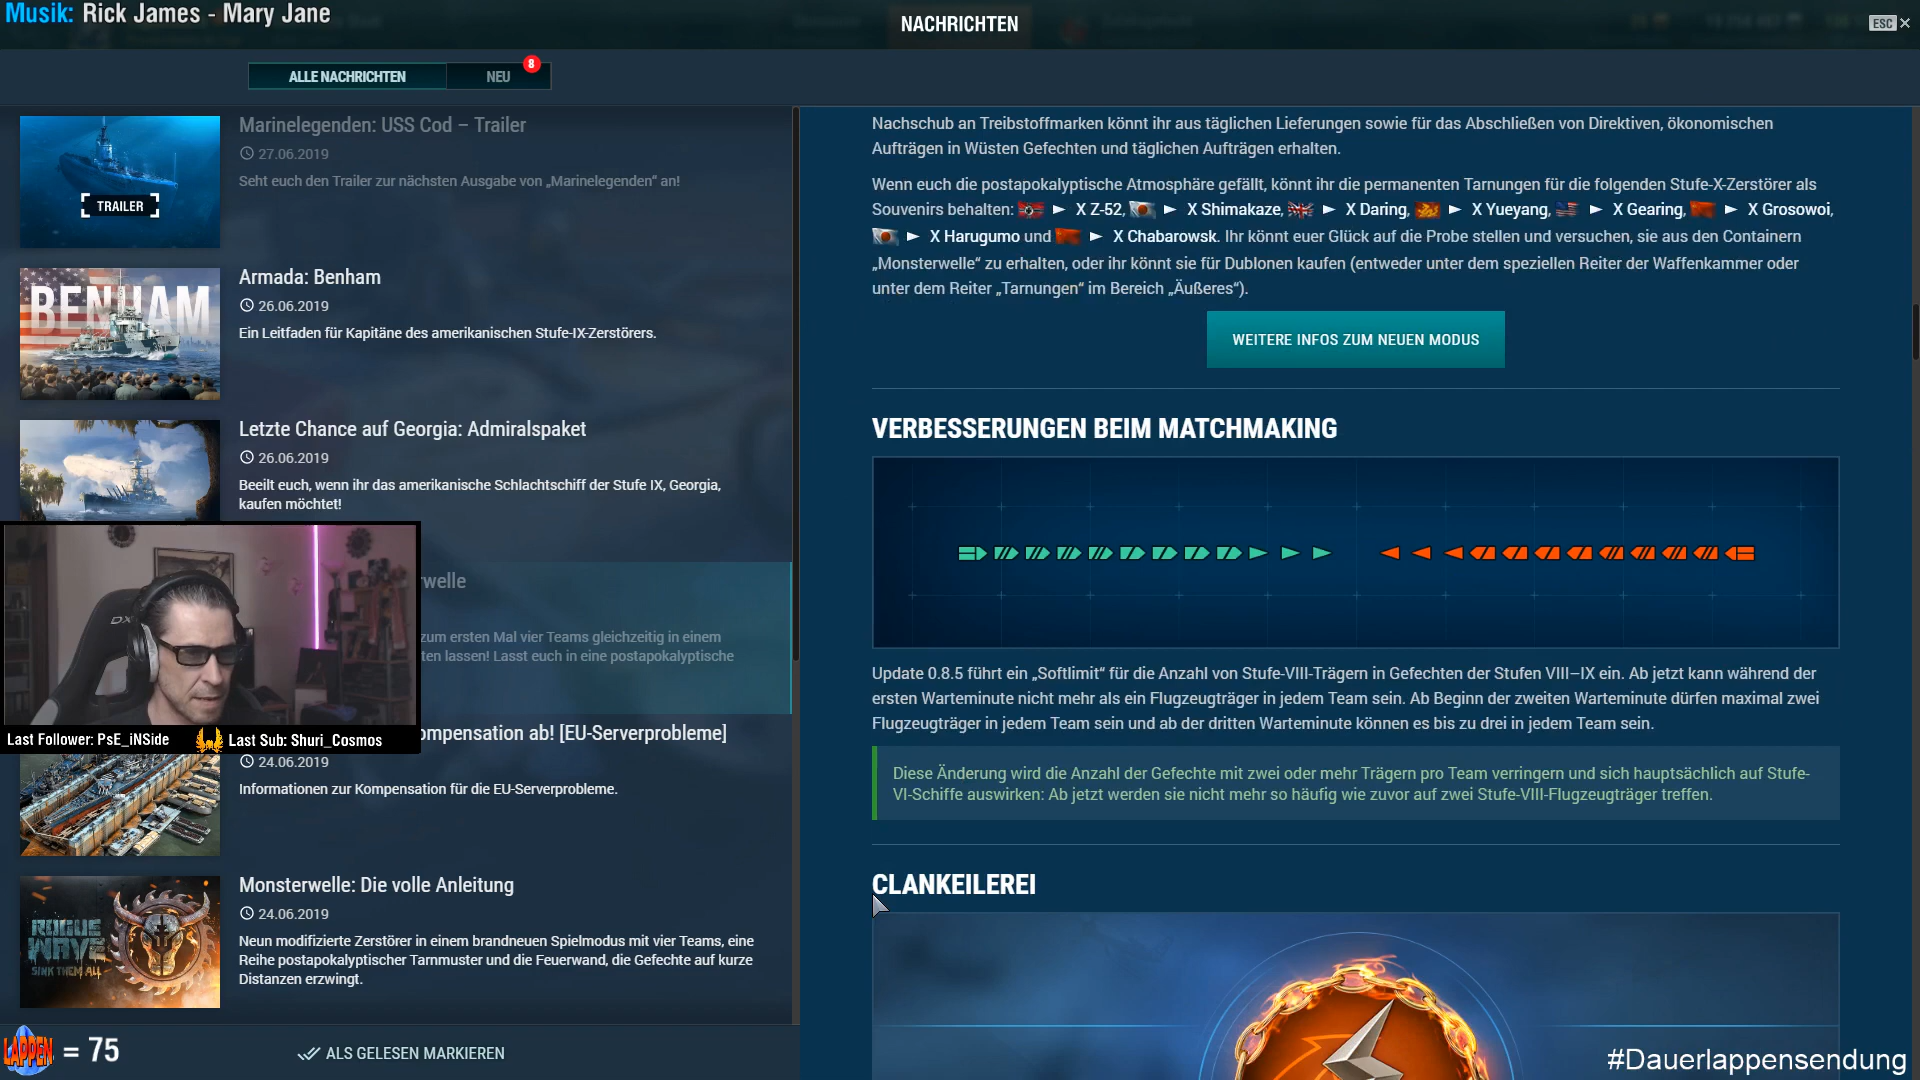 Musik: Rick James - Mary Jane
NACHRICHTEN
ESC
ALLE NACHRICHTEN
NEU
8
Marinelegenden: USS Cod – Trailer
27.06.2019
Seht euch den Trailer zur nächsten Ausgabe von „Marinelegenden“ an!
TRAILER
Armada: Benham
26.06.2019
Ein Leitfaden für Kapitäne des amerikanischen Stufe-IX-Zerstörers.
BENHAM
Letzte Chance auf Georgia: Admiralspaket
26.06.2019
Beeilt euch, wenn ihr das amerikanische Schlachtschiff der Stufe IX, Georgia,
kaufen möchtet!
welle
zum ersten Mal vier Teams gleichzeitig in einem
ten lassen! Lasst euch in eine postapokalyptische
DX
Last Follower: PsE_iNSide
Last Sub: Shuri_Cosmos
ompensation ab! [EU-Serverprobleme]
24.06.2019
Informationen zur Kompensation für die EU-Serverprobleme.
Monsterwelle: Die volle Anleitung
24.06.2019
Neun modifizierte Zerstörer in einem brandneuen Spielmodus mit vier Teams, eine
Reihe postapokalyptischer Tarnmuster und die Feuerwand, die Gefechte auf kurze
Distanzen erzwingt.
ROGUE
WAVE
SINK THEM ALL
LAPPEN = 75
ALS GELESEN MARKIEREN
Nachschub an Treibstoffmarken könnt ihr aus täglichen Lieferungen sowie für das Abschließen von Direktiven, ökonomischen
Aufträgen in Wüsten Gefechten und täglichen Aufträgen erhalten.
Wenn euch die postapokalyptische Atmosphäre gefällt, könnt ihr die permanenten Tarnungen für die folgenden Stufe-X-Zerstörer als
Souvenirs behalten: X Z-52, X Shimakaze, X Daring, X Yueyang, X Gearing, X Grosowoi,
X Harugumo und X Chabarowsk. Ihr könnt euer Glück auf die Probe stellen und versuchen, sie aus den Containern
„Monsterwelle“ zu erhalten, oder ihr könnt sie für Dublonen kaufen (entweder unter dem speziellen Reiter der Waffenkammer oder
unter dem Reiter „Tarnungen“ im Bereich „Äußeres“).
WEITERE INFOS ZUM NEUEN MODUS
VERBESSERUNGEN BEIM MATCHMAKING
Update 0.8.5 führt ein „Softlimit“ für die Anzahl von Stufe-VIII-Trägern in Gefechten der Stufen VIII–IX ein. Ab jetzt kann während der
ersten Warteminute nicht mehr als ein Flugzeugträger in jedem Team sein. Ab Beginn der zweiten Warteminute dürfen maximal zwei
Flugzeugträger in jedem Team sein und ab der dritten Warteminute können es bis zu drei in jedem Team sein.
Diese Änderung wird die Anzahl der Gefechte mit zwei oder mehr Trägern pro Team verringern und sich hauptsächlich auf Stufe-
VI-Schiffe auswirken: Ab jetzt werden sie nicht mehr so häufig wie zuvor auf zwei Stufe-VIII-Flugzeugträger treffen.
CLANKEILEREI
#Dauerlappensendung